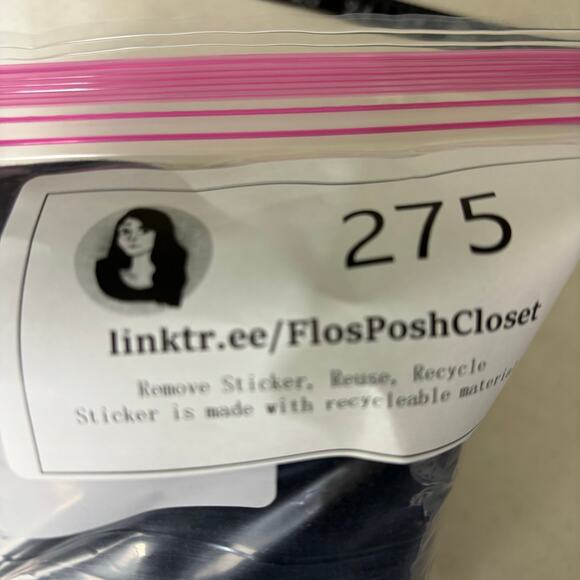 275
linktr.ee/FlosPoshCloset
Remove Sticker, Reuse, Recycle
Sticker is made with recycleable